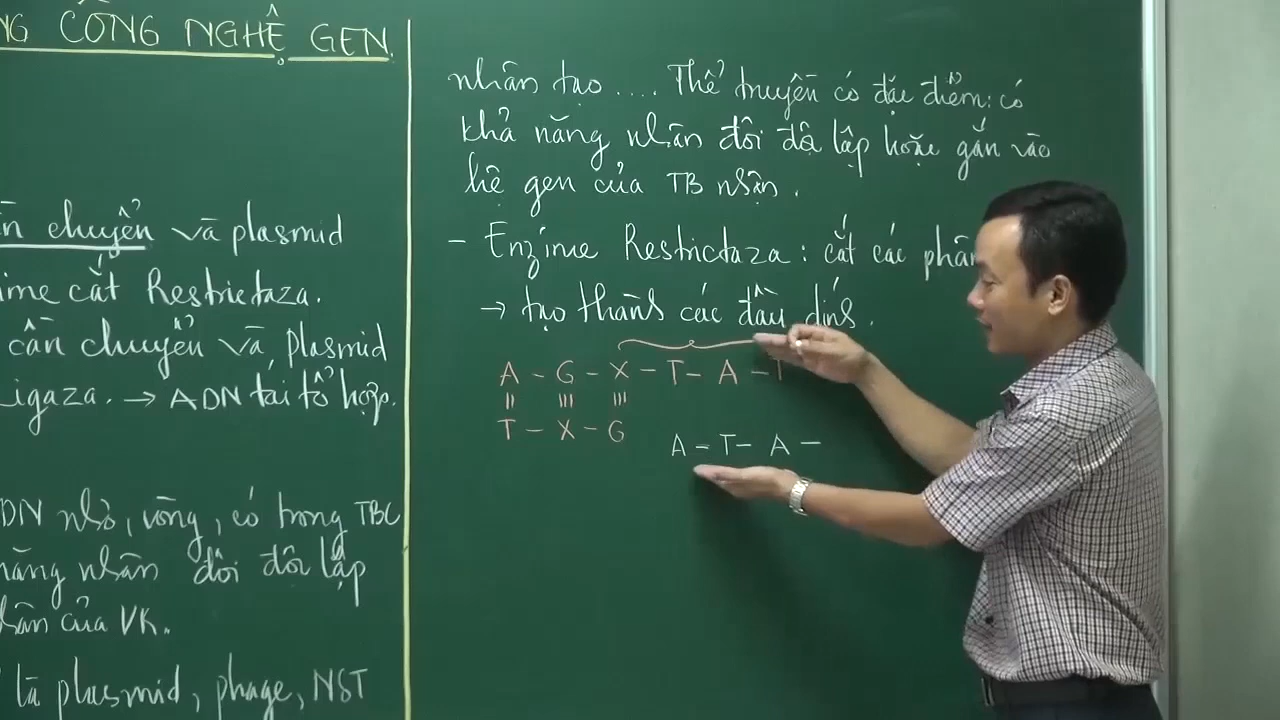 NG CÔNG NGHỆ GEN.
chuyển và plasmid
cắt Restrictaza.
cần chuyển và plasmid
igaza. → ADN tái tổ hợp.
DN nhỏ, vòng, có trong TBC
năng nhân đôi độc lập
của VK.
là plasmid, phage, NST
nhân tạo .... Thể truyền có đặc điểm: có
khả năng nhân đôi độc lập hoặc gắn vào
hệ gen của TB nhận.
- Enzime Restrictaza: cắt các phân
→ tạo thành các đầu dính.
A - G - X - T - A - T
= ≡ ≡
T - X - G
A - T - A -